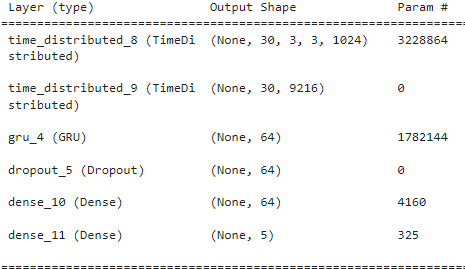 Layer (type) Output Shape Param #
=================================================================
time_distributed_8 (TimeDi (None, 30, 3, 3, 1024) 3228864
stributed)
time_distributed_9 (TimeDi (None, 30, 9216) 0
stributed)
gru_4 (GRU) (None, 64) 1782144
dropout_5 (Dropout) (None, 64) 0
dense_10 (Dense) (None, 64) 4160
dense_11 (Dense) (None, 5) 325
=================================================================